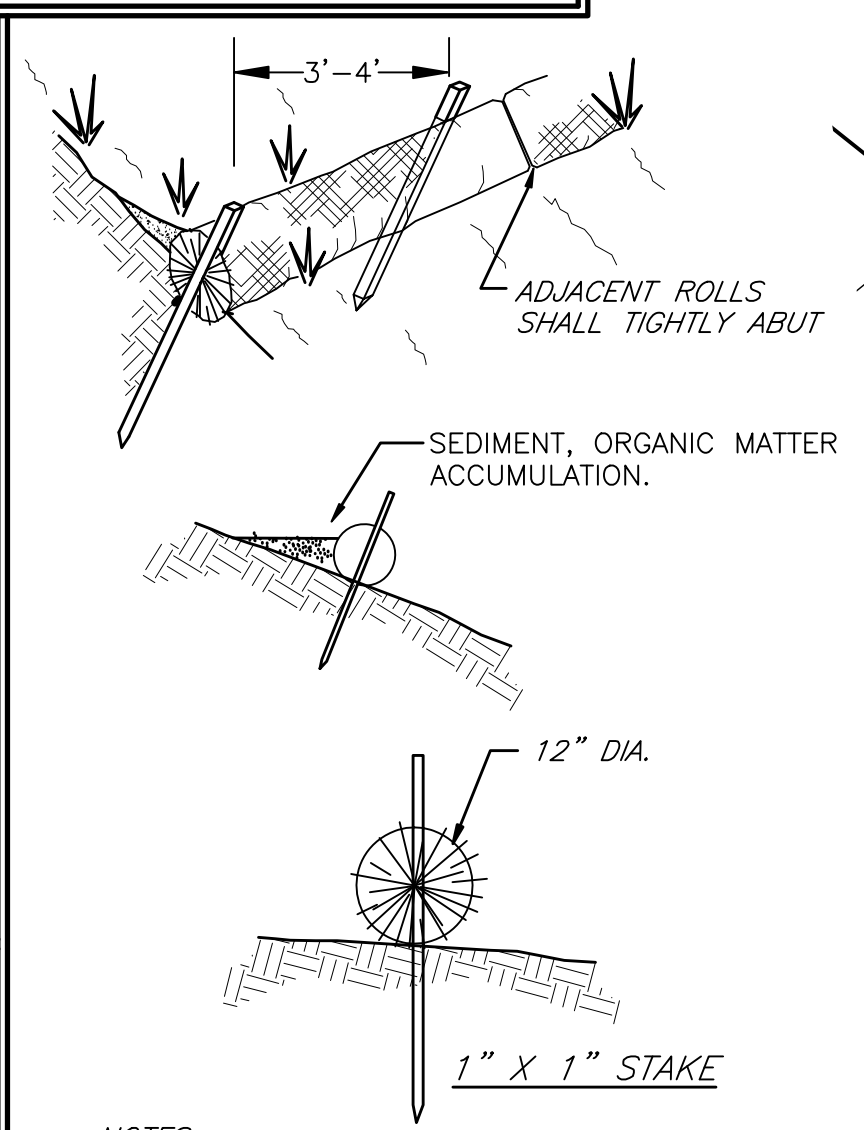 3'-4'
ADJACENT ROLLS
SHALL TIGHTLY ABUT
SEDIMENT, ORGANIC MATTER
ACCUMULATION.
12" DIA.
1" X 1" STAKE